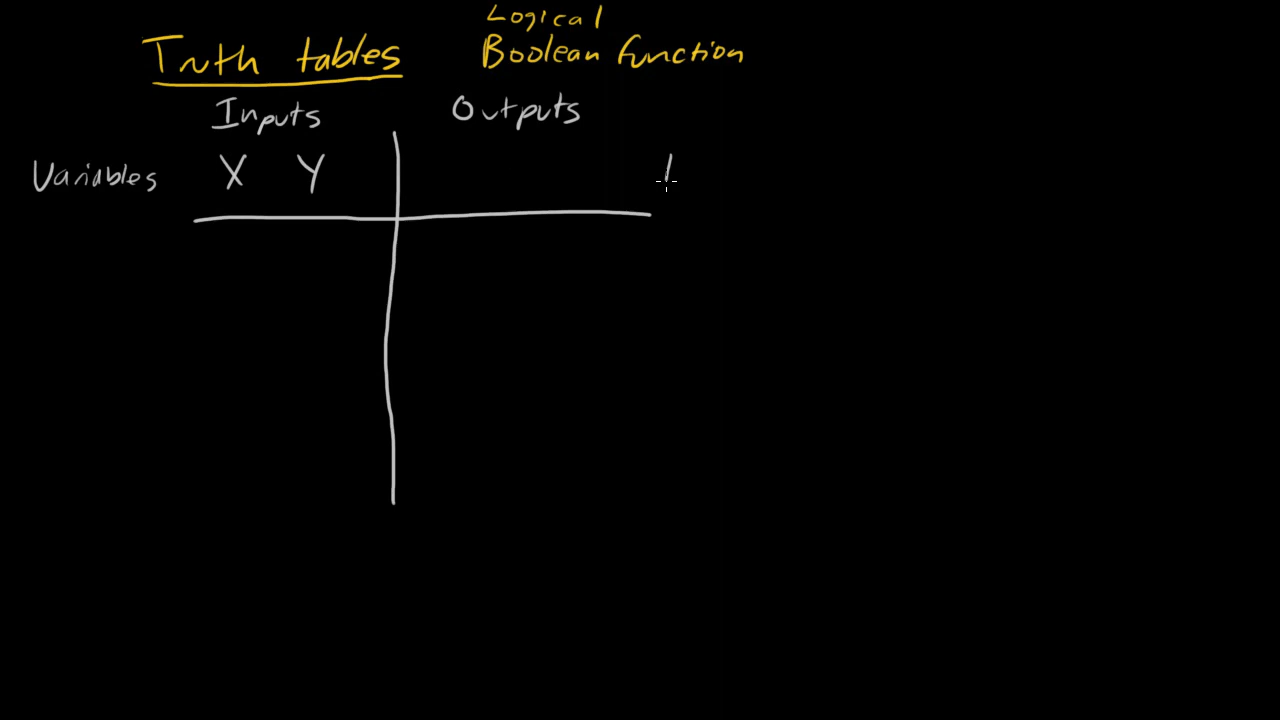 Logical
Truth tables Boolean function
Inputs Outputs
Variables X Y